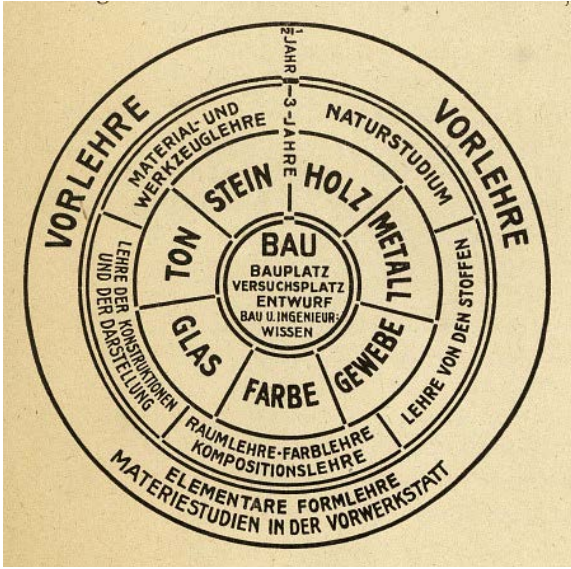 VORLEHRE
VORLEHRE
½ JAHR
3-JAHRE
ELEMENTARE FORMLEHRE
MATERIESTUDIEN IN DER VORWERKSTATT
MATERIAL- UND
WERKZEUGLEHRE
NATURSTUDIUM
LEHRE VON DEN STOFFEN
RAUMLEHRE-FARBLEHRE
KOMPOSITIONSLEHRE
LEHRE DER KONSTRUKTIONEN
UND DER DARSTELLUNG
STEIN
HOLZ
METALL
GEWEBE
FARBE
GLAS
TON
BAU
BAUPLATZ
VERSUCHSPLATZ
ENTWURF
BAU U. INGENIEUR:
WISSEN